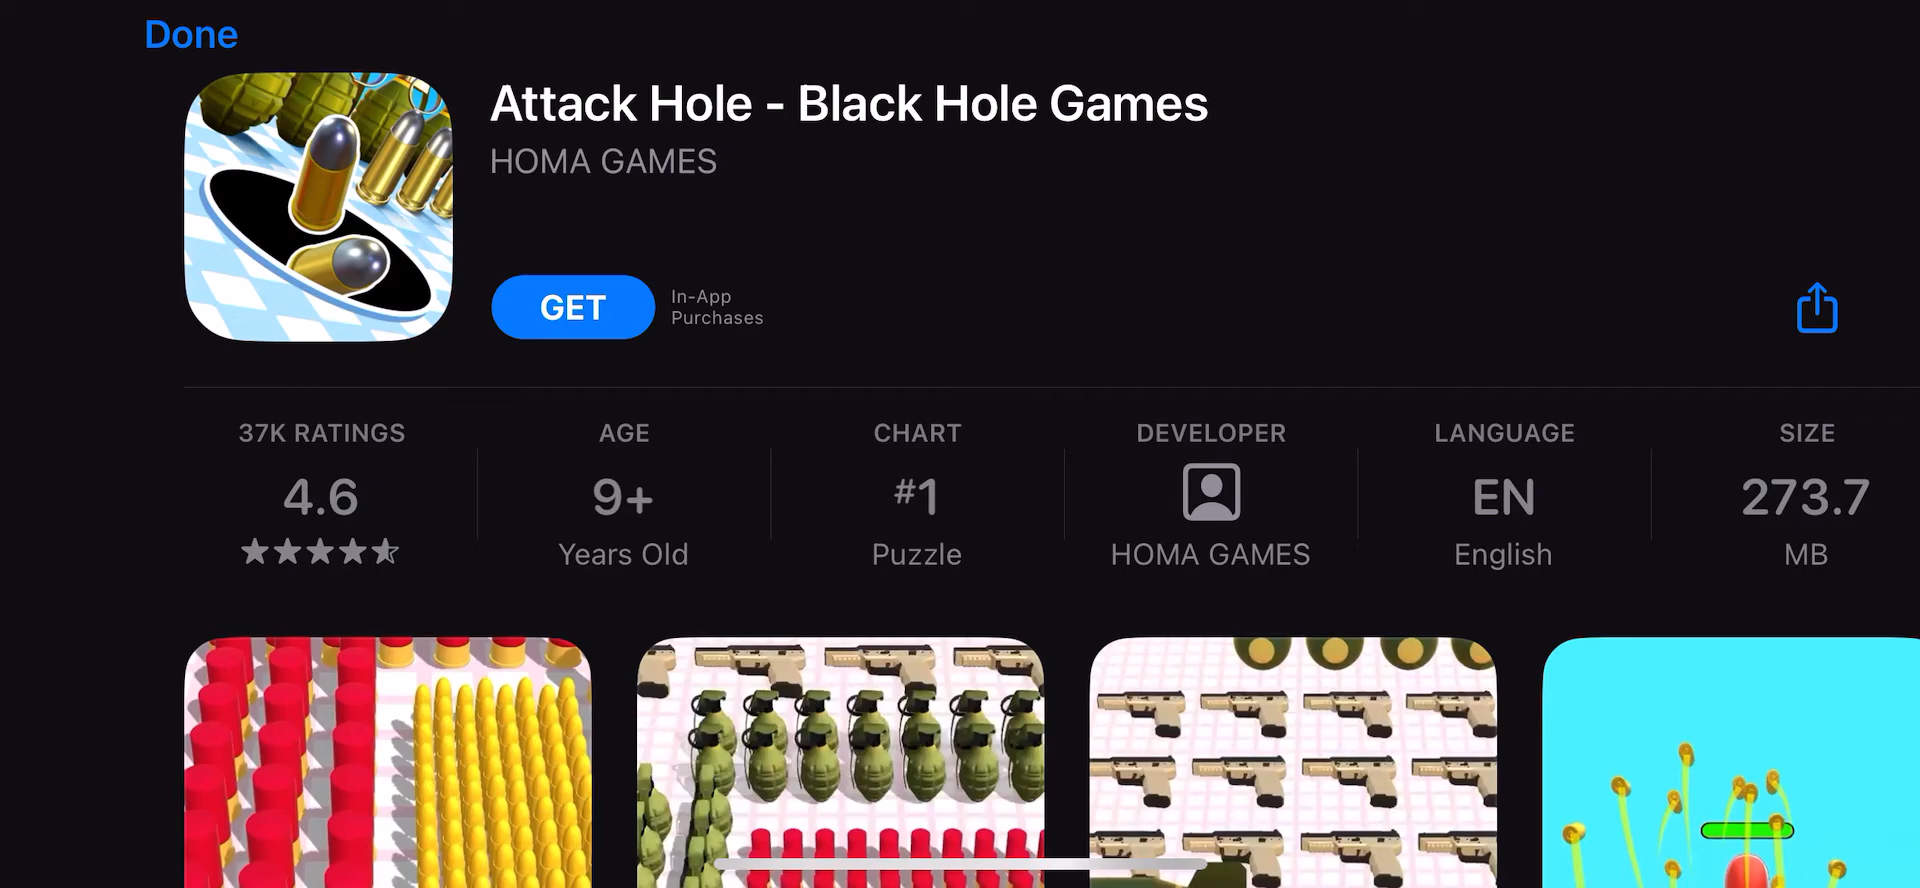 Done
Attack Hole - Black Hole Games
HOMA GAMES
GET
In-App
Purchases
37K RATINGS
4.6
AGE
9+
Years Old
CHART
#1
Puzzle
DEVELOPER
HOMA GAMES
LANGUAGE
EN
English
SIZE
273.7
MB